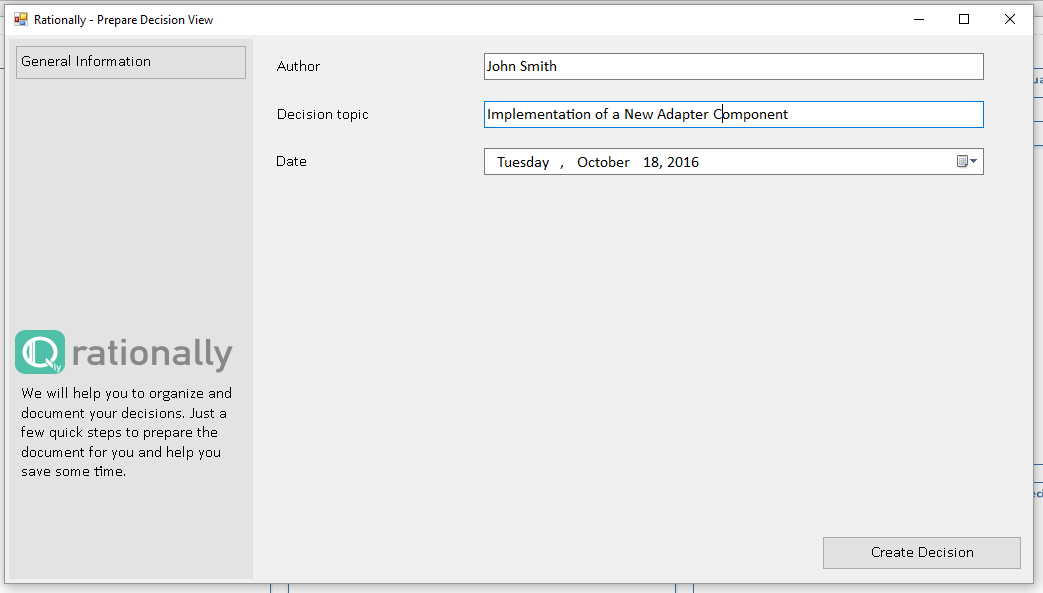 Rationally - Prepare Decision View
General Information
Author
John Smith
Decision topic
Implementation of a New Adapter Component
Date
Tuesday , October 18, 2016
rationally
ly
We will help you to organize and
document your decisions. Just a
few quick steps to prepare the
document for you and help you
save some time.
Create Decision